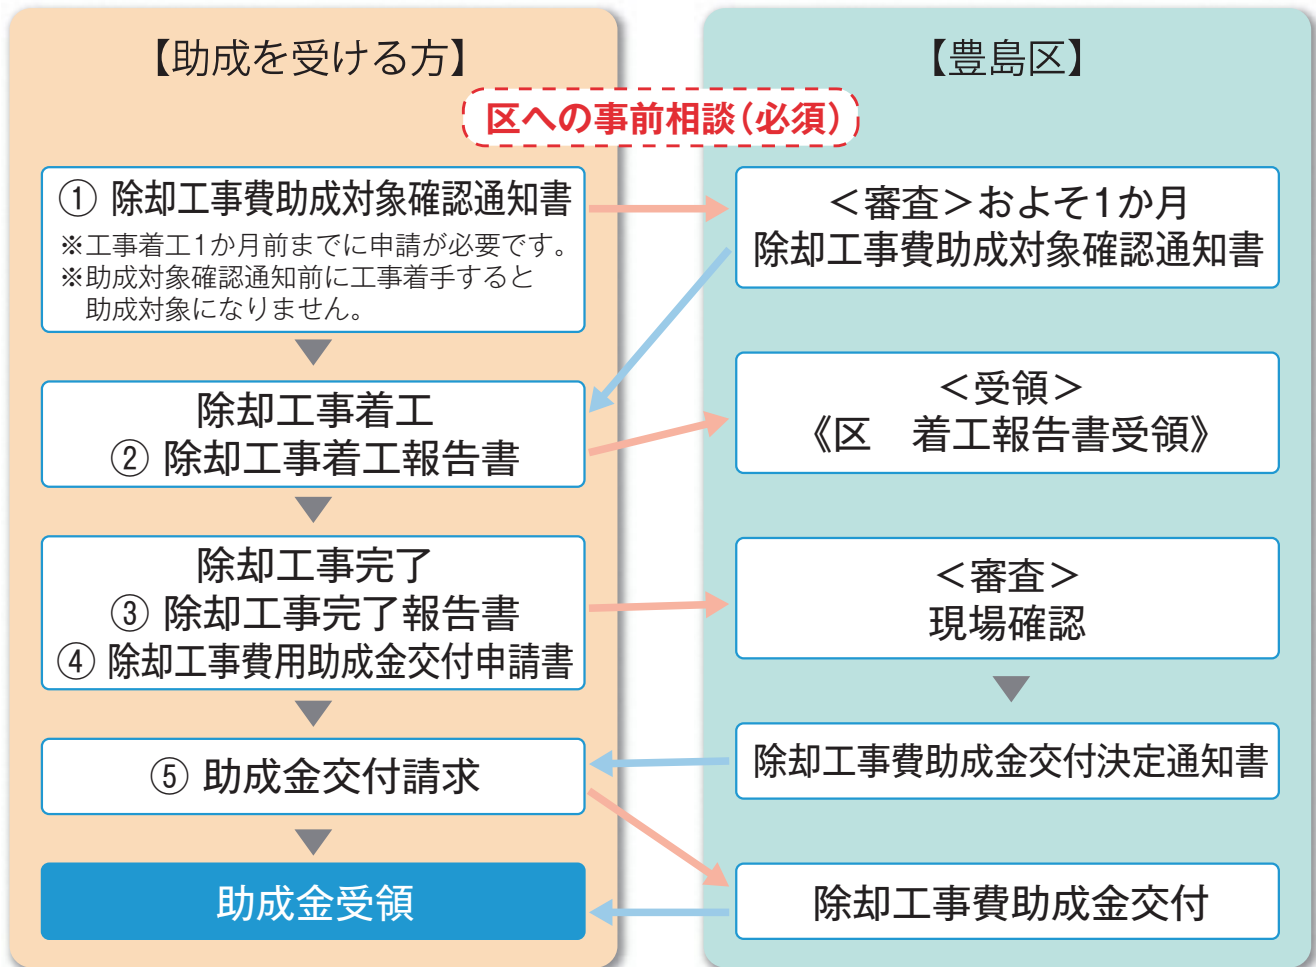 【助成を受ける方】
【豊島区】
区への事前相談(必須)
① 除却工事費助成対象確認通知書
※工事着工1か月前までに申請が必要です。
※助成対象確認通知前に工事着手すると
助成対象になりません。
<審査>およそ1か月
除却工事費助成対象確認通知書
除却工事着工
② 除却工事着工報告書
<受領>
《区　着工報告書受領》
除却工事完了
③ 除却工事完了報告書
④ 除却工事費用助成金交付申請書
<審査>
現場確認
⑤ 助成金交付請求
除却工事費助成金交付決定通知書
助成金受領
除却工事費助成金交付